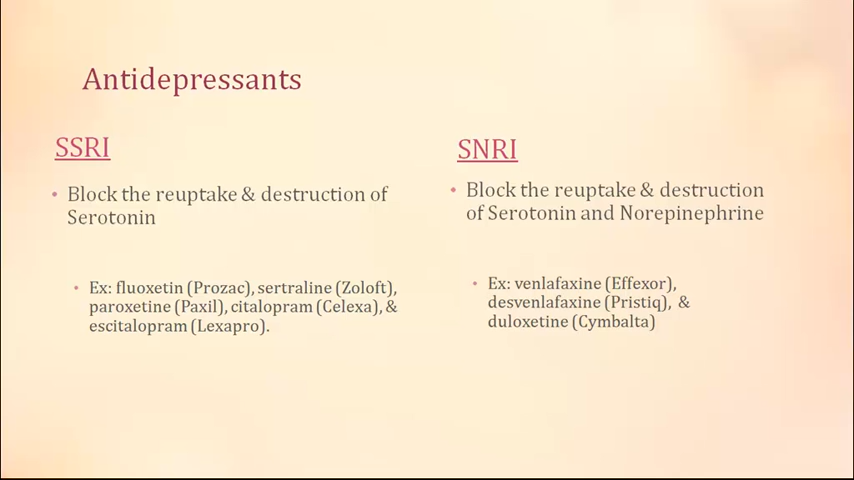 Antidepressants
SSRI
• Block the reuptake & destruction of
Serotonin
• Ex: fluoxetin (Prozac), sertraline (Zoloft),
paroxetine (Paxil), citalopram (Celexa), &
escitalopram (Lexapro).
SNRI
• Block the reuptake & destruction
of Serotonin and Norepinephrine
• Ex: venlafaxine (Effexor),
desvenlafaxine (Pristiq), &
duloxetine (Cymbalta)